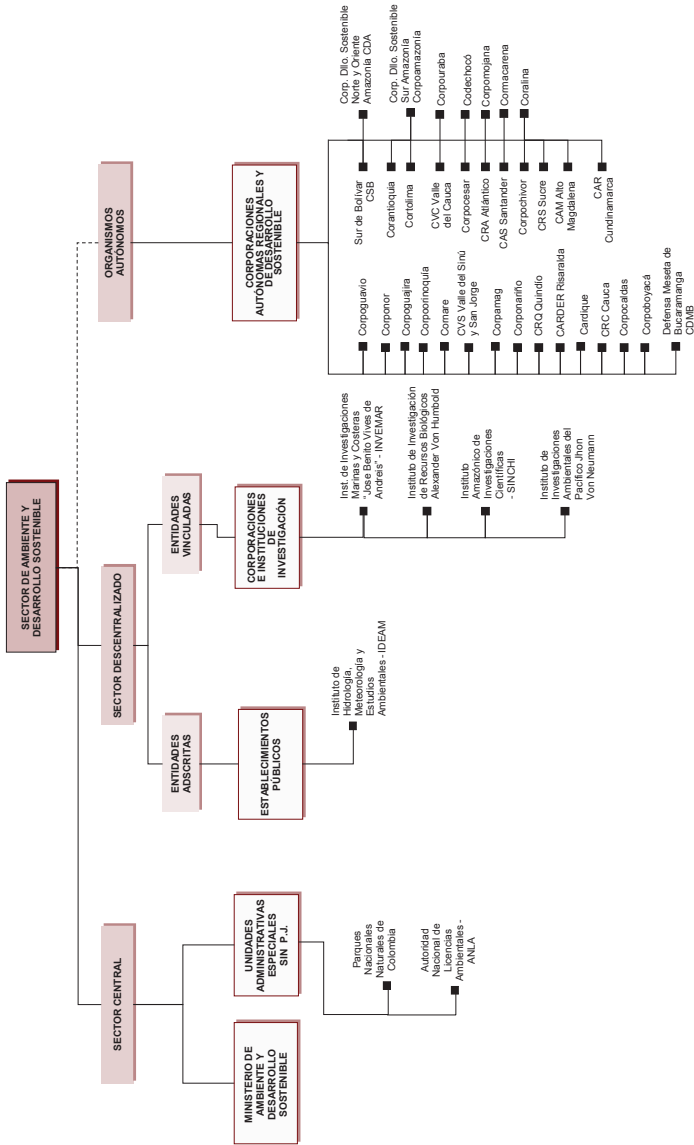 SECTOR DE AMBIENTE Y
DESARROLLO SOSTENIBLE
SECTOR CENTRAL
SECTOR DESCENTRALIZADO
ORGANISMOS
AUTÓNOMOS
ENTIDADES
ADSCRITAS
ENTIDADES
VINCULADAS
MINISTERIO DE
AMBIENTE Y
DESARROLLO
SOSTENIBLE
UNIDADES
ADMINISTRATIVAS
ESPECIALES
SIN P.J.
ESTABLECIMIENTOS
PÚBLICOS
CORPORACIONES
E INSTITUCIONES
DE
INVESTIGACIÓN
CORPORACIONES
AUTÓNOMAS REGIONALES Y
DE DESARROLLO
SOSTENIBLE
Parques
Nacionales
Naturales de
Colombia
Autoridad
Nacional de
Licencias
Ambientales -
ANLA
Instituto de
Hidrología,
Meteorología y
Estudios
Ambientales - IDEAM
Inst. de Investigaciones
Marinas y Costeras
"Jose Benito Vives de
Andreis" - INVEMAR
Instituto de Investigación
de Recursos Biológicos
Alexander Von Humbold
Instituto
Amazónico de
Investigaciones
Científicas
- SINCHI
Instituto de
Investigaciones
Ambientales del
Pacífico Jhon
Von Neumann
Corpoguavio
Corponor
Corpoguajira
Corpoorinoquía
Cornare
CVS Valle del Sinú
y San Jorge
Corpamag
Corponariño
CRQ Quindío
CARDER Risaralda
Cardique
CRC Cauca
Corpocaldas
Corpoboyacá
Defensa Meseta de
Bucaramanga
CDMB
Sur de Bolívar
CSB
Corantioquia
Cortolima
CVC Valle
del Cauca
Corpocesar
CRA Atlántico
CAS Santander
Corpochivor
CRS Sucre
CAM Alto
Magdalena
CAR
Cundinamarca
Corp. Dllo. Sostenible
Norte y Oriente
Amazonía CDA
Corp. Dllo. Sostenible
Sur Amazonía
Corpoamazonía
Corpouraba
Codechocó
Corpomojana
Cormacarena
Coralina